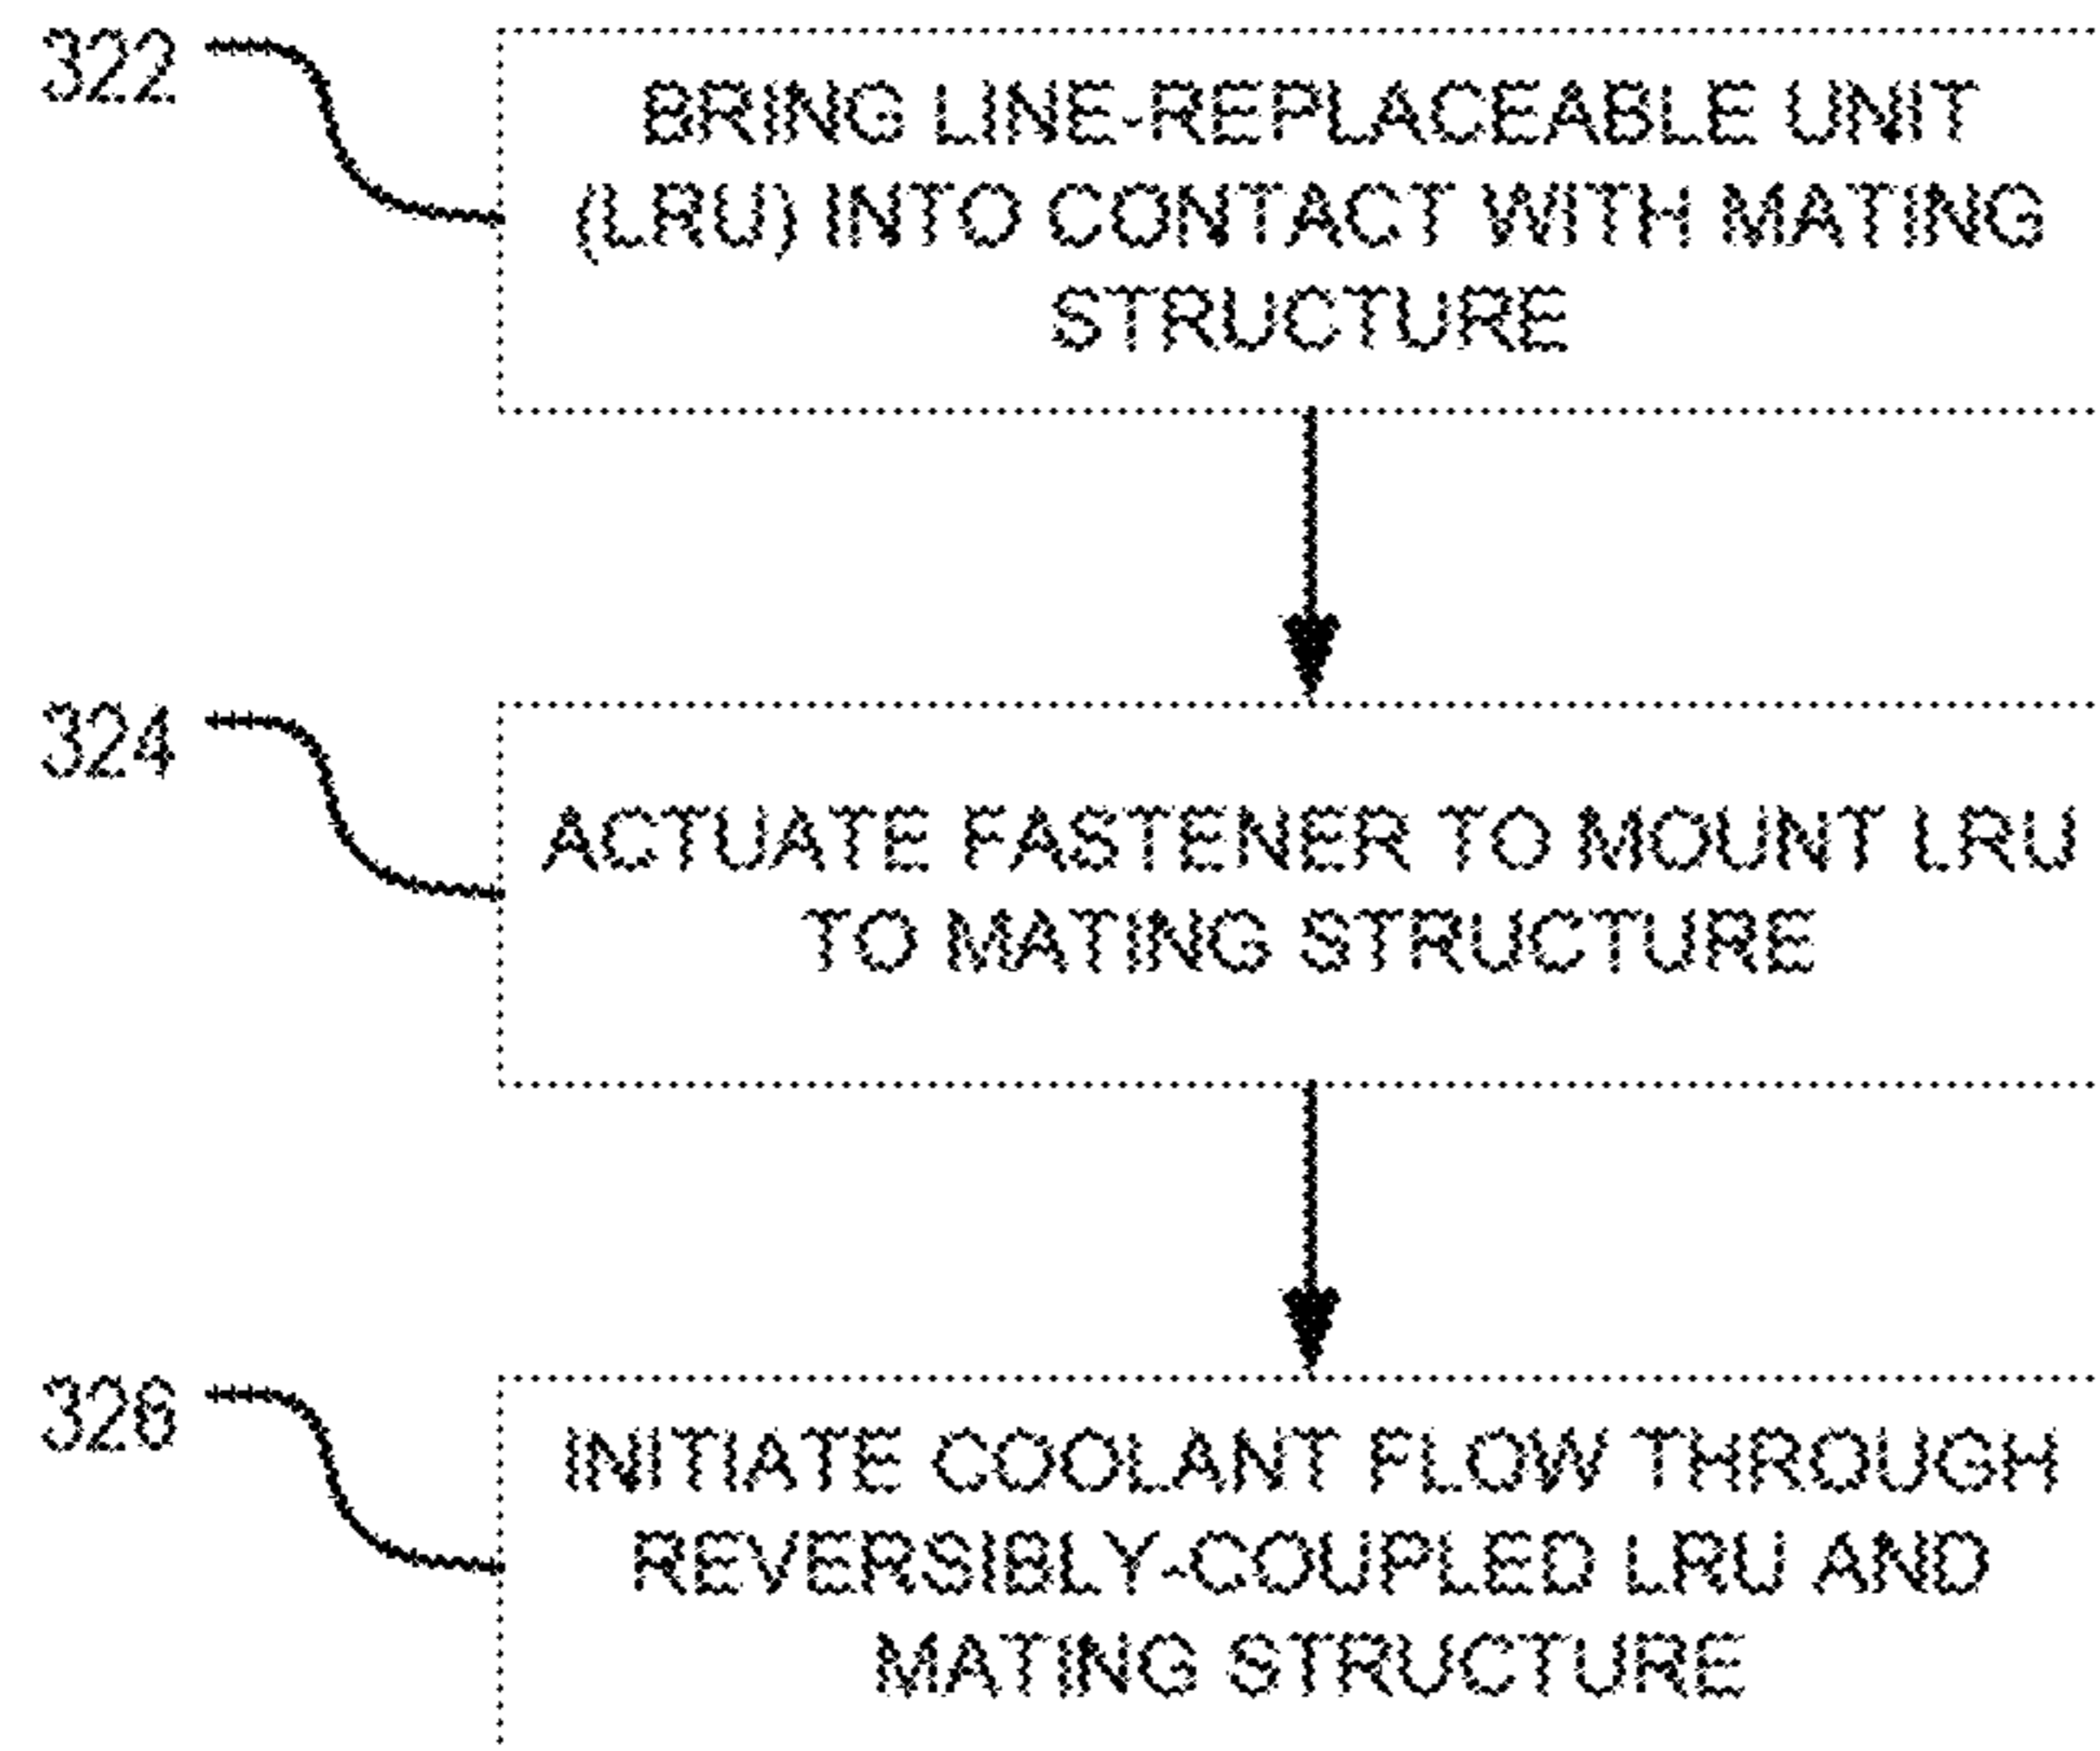 322
BRING LINE-REPLACEABLE UNIT
(LRU) INTO CONTACT WITH MATING
STRUCTURE
324
ACTUATE FASTENER TO MOUNT LRU
TO MATING STRUCTURE
326
INITIATE COOLANT FLOW THROUGH
REVERSIBLY-COUPLED LRU AND
MATING STRUCTURE